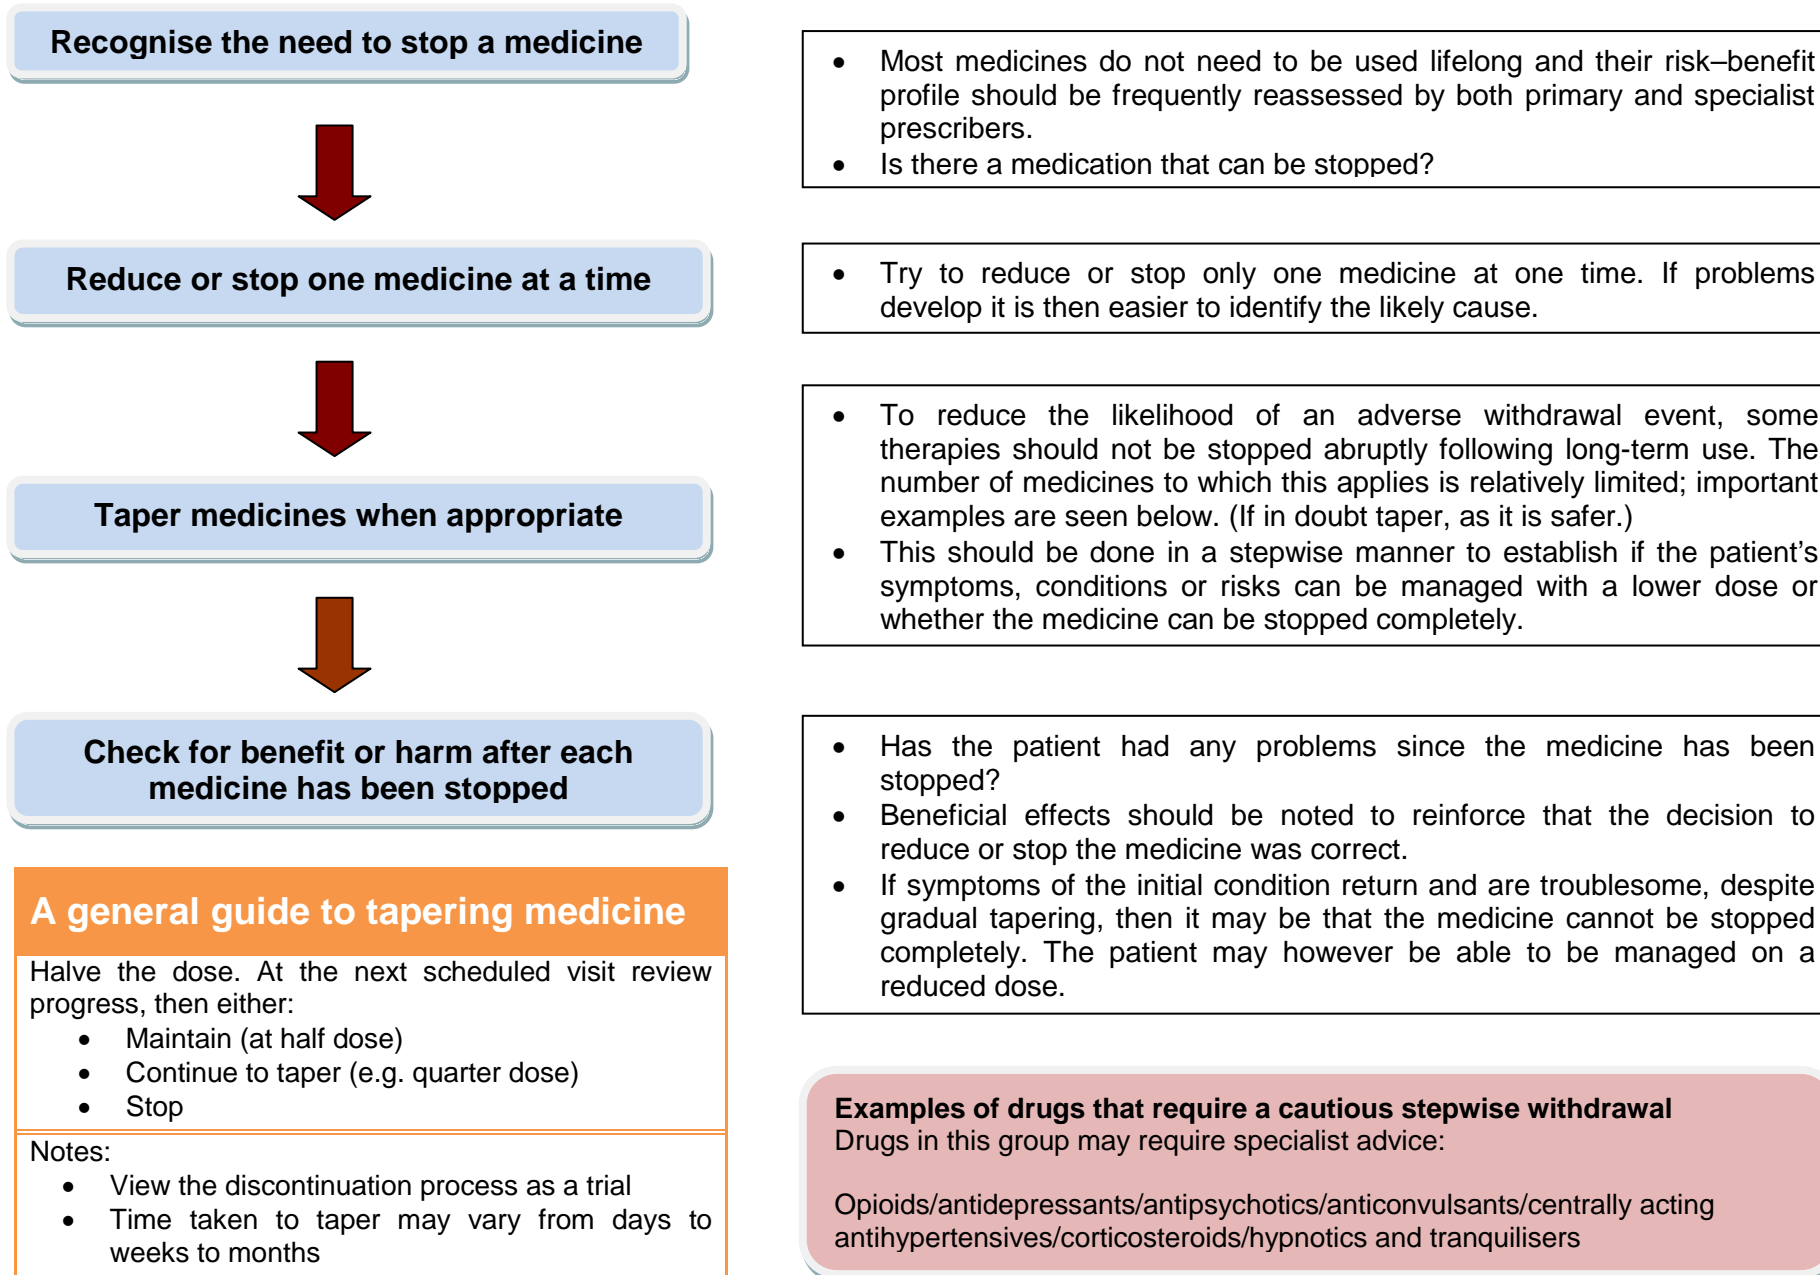 Recognise the need to stop a medicine
• Most medicines do not need to be used lifelong and their risk–benefit
profile should be frequently reassessed by both primary and specialist
prescribers.
• Is there a medication that can be stopped?
Reduce or stop one medicine at a time
• Try to reduce or stop only one medicine at one time. If problems
develop it is then easier to identify the likely cause.
Taper medicines when appropriate
• To reduce the likelihood of an adverse withdrawal event, some
therapies should not be stopped abruptly following long-term use. The
number of medicines to which this applies is relatively limited; important
examples are seen below. (If in doubt taper, as it is safer.)
• This should be done in a stepwise manner to establish if the patient’s
symptoms, conditions or risks can be managed with a lower dose or
whether the medicine can be stopped completely.
Check for benefit or harm after each
medicine has been stopped
• Has the patient had any problems since the medicine has been
stopped?
• Beneficial effects should be noted to reinforce that the decision to
reduce or stop the medicine was correct.
• If symptoms of the initial condition return and are troublesome, despite
gradual tapering, then it may be that the medicine cannot be stopped
completely. The patient may however be able to be managed on a
reduced dose.
A general guide to tapering medicine
Halve the dose. At the next scheduled visit review
progress, then either:
• Maintain (at half dose)
• Continue to taper (e.g. quarter dose)
• Stop
Notes:
• View the discontinuation process as a trial
• Time taken to taper may vary from days to
weeks to months
Examples of drugs that require a cautious stepwise withdrawal
Drugs in this group may require specialist advice:
Opioids/antidepressants/antipsychotics/anticonvulsants/centrally acting
antihypertensives/corticosteroids/hypnotics and tranquilisers